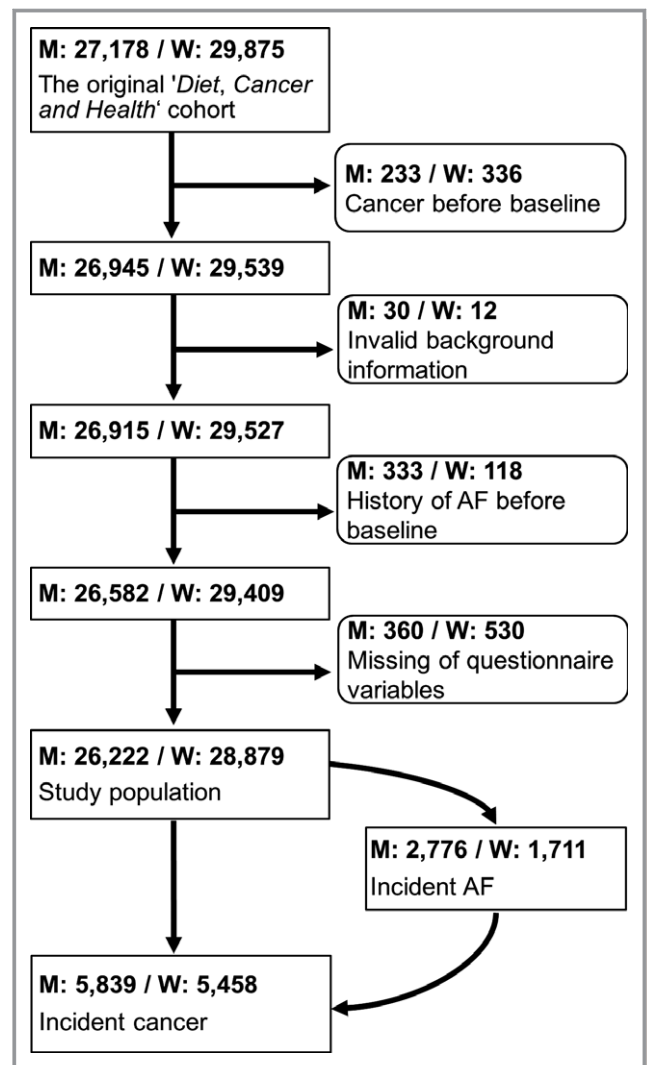 M: 27,178 / W: 29,875
The original 'Diet, Cancer
and Health‘ cohort
M: 233 / W: 336
Cancer before baseline
M: 26,945 / W: 29,539
M: 30 / W: 12
Invalid background
information
M: 26,915 / W: 29,527
M: 333 / W: 118
History of AF before
baseline
M: 26,582 / W: 29,409
M: 360 / W: 530
Missing of questionnaire
variables
M: 26,222 / W: 28,879
Study population
M: 2,776 / W: 1,711
Incident AF
M: 5,839 / W: 5,458
Incident cancer